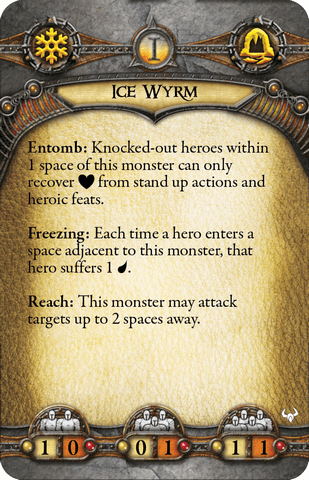 I
Ice Wyrm
Entomb: Knocked-out heroes within
1 space of this monster can only
recover from stand up actions and
heroic feats.
Freezing: Each time a hero enters a
space adjacent to this monster, that
hero suffers 1 .
Reach: This monster may attack
targets up to 2 spaces away.
1 0 0 1 1 1